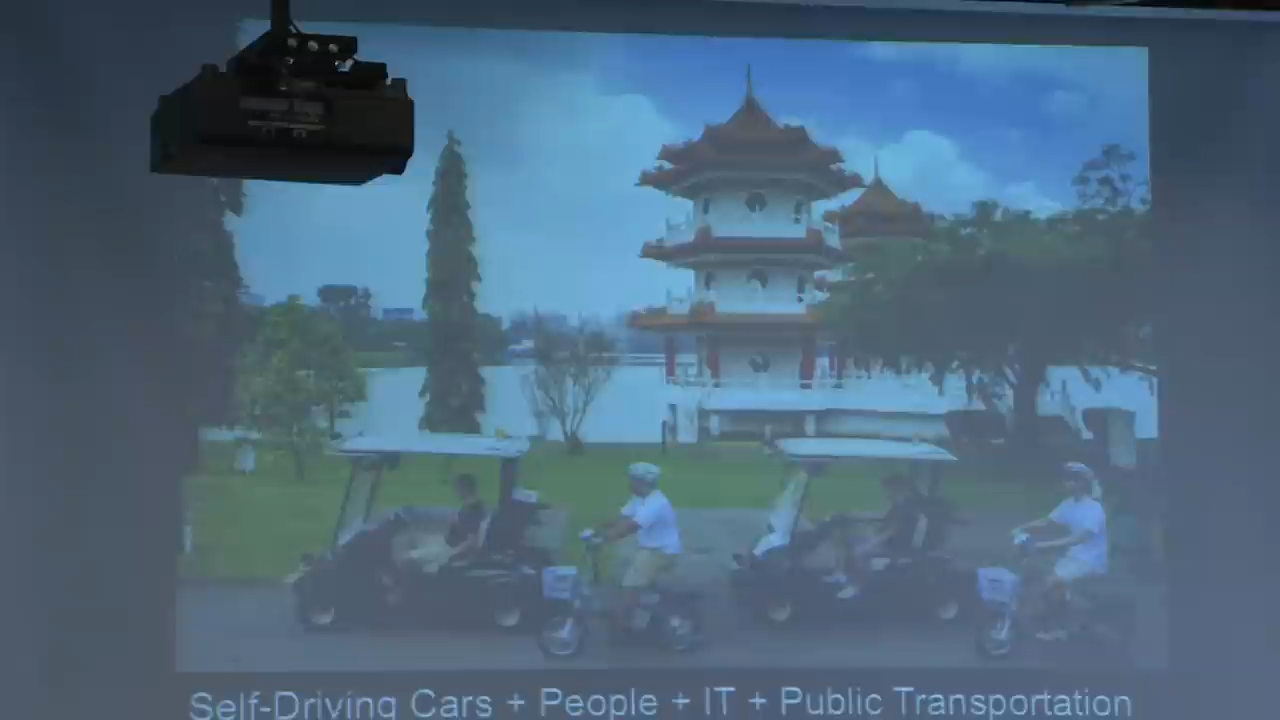 Self-Driving Cars + People + IT + Public Transportation